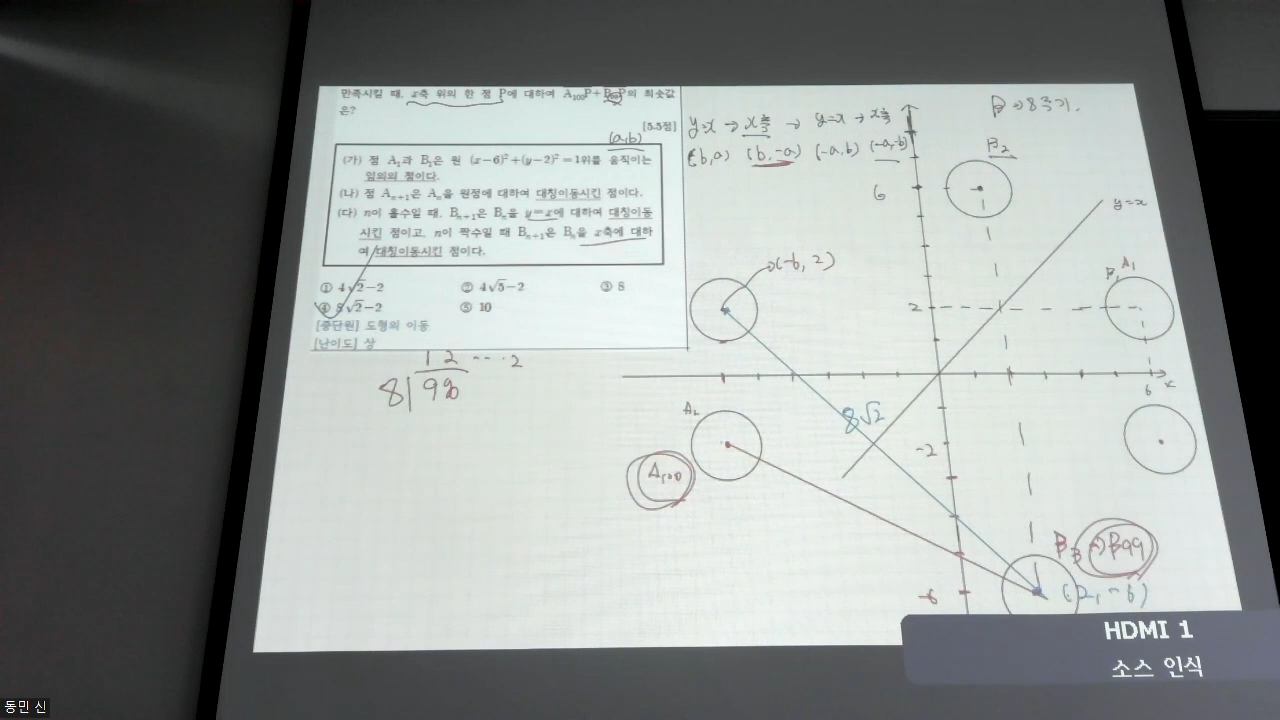 만족시킬 때, x축 위의 한 점 P에 대하여 A₁₀₀P+B₉₉P의 최솟값
은?
[5.5점]
(a,b)
(가) 점 A₁과 B₁은 원 (x−6)²+(y−2)²=1위를 움직이는
임의의 점이다.
(나) 점 Aₙ₊₁은 Aₙ을 원점에 대하여 대칭이동시킨 점이다.
(다) n이 홀수일 때, Bₙ₊₁은 Bₙ을 y=x에 대하여 대칭이동
시킨 점이고, n이 짝수일 때 Bₙ₊₁은 Bₙ을 x축에 대하
여 대칭이동시킨 점이다.
① 4√2−2 ② 4√5−2 ③ 8
④ 8√2−2 ⑤ 10
[중단원] 도형의 이동
[난이도] 상
12 ---- 2
8
y=x → x축 → y=x → x축
(b,a) (b,-a) (-a,b) (-a,-b)
B → 8주기.
B₂
6
y=x
→(-6, 2)
B₁ A₁
2
6 x
A₂
8√2
-2
A₁₀₀
B₃ → B99
-6
(2, -6)
HDMI 1
소스 인식
동민 신